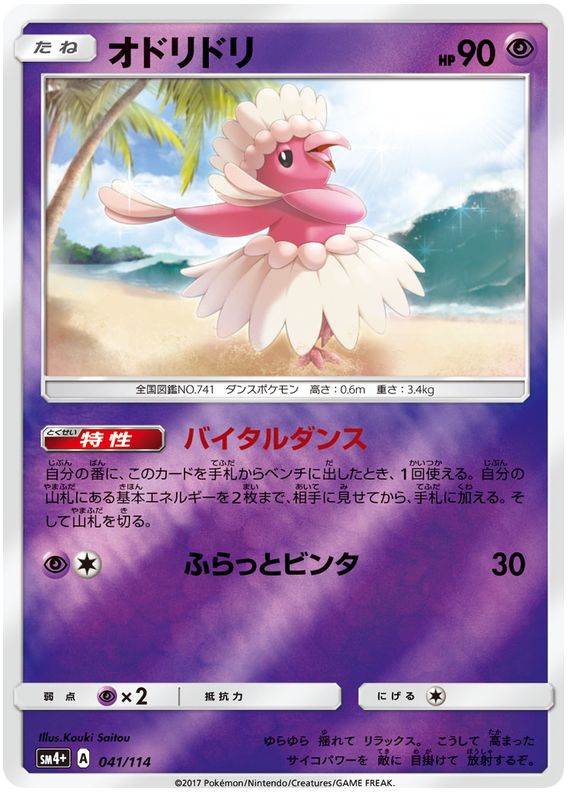 たね オドリドリ HP90
全国図鑑NO.741 ダンスポケモン 高さ:0.6m 重さ:3.4kg
とくせい 特性 バイタルダンス
自分の番に、このカードを手札からベンチに出したとき、1回使える。自分の
山札にある基本エネルギーを2枚まで、相手に見せてから、手札に加える。そ
して山札を切る。
ふらっとビンタ 30
弱点 ×2 抵抗力 にげる
Illus.Kouki Saitou
SM4+ A 041/114
ゆらゆら 揺れて リラックス。 こうして 高まった
サイコパワーを 敵に 目掛けて 放射するぞ。
©2017 Pokémon/Nintendo/Creatures/GAME FREAK.